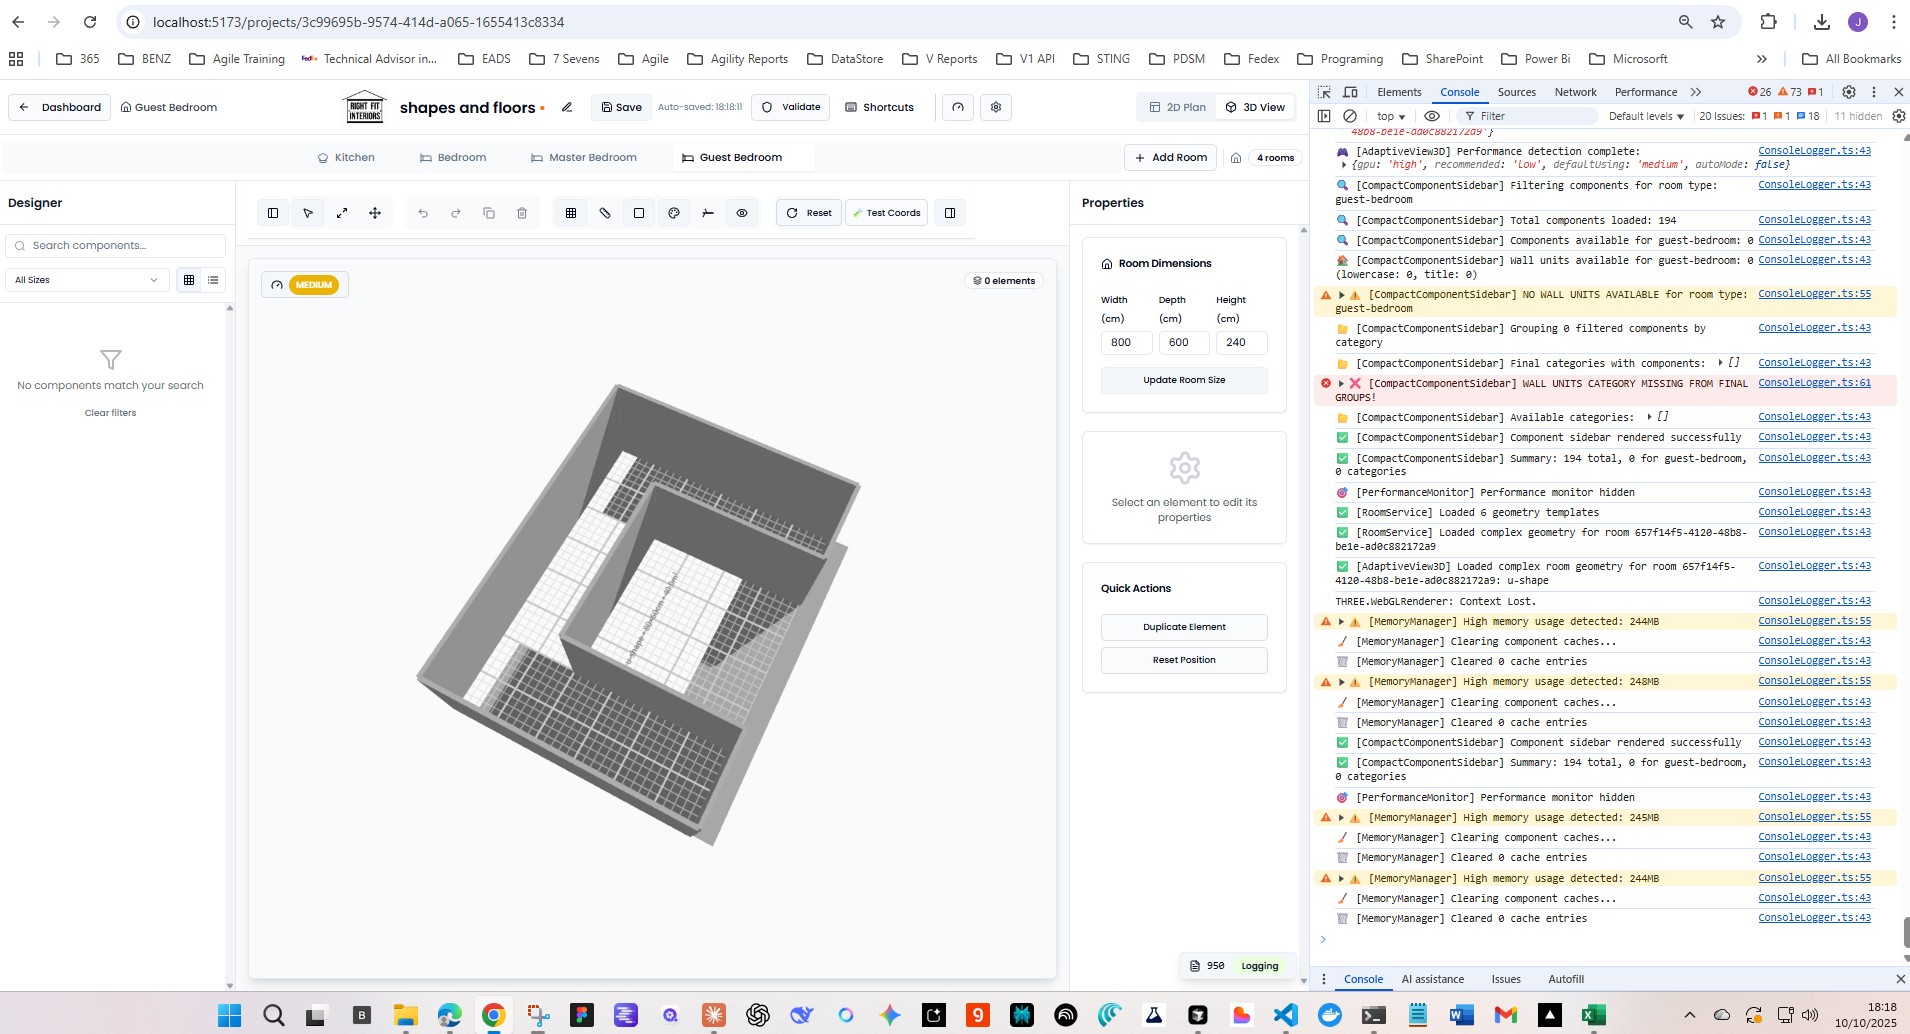 localhost:5173/projects/3c99695b-9574-414d-a065-1655413c8334
365 BENZ Agile Training Technical Advisor in... EADS 7 Sevens Agile Agility Reports DataStore V Reports V1 API STING PDSM Fedex Programing SharePoint Power Bi Microsorft » All Bookmarks
Dashboard Guest Bedroom RIGHT FIT INTERIORS shapes and floors • Save Auto-saved: 18:18:11 Validate Shortcuts 2D Plan 3D View
Kitchen Bedroom Master Bedroom Guest Bedroom + Add Room 4 rooms
Designer
Search components...
All Sizes
No components match your search
Clear filters
Reset Test Coords
MEDIUM
0 elements
Properties
Room Dimensions
Width (cm) Depth (cm) Height (cm)
800 600 240
Update Room Size
Select an element to edit its
properties
Quick Actions
Duplicate Element
Reset Position
950 Logging
Elements Console Sources Network Performance » 26 73 1
top Filter Default levels 20 Issues: 1 1 18 11 hidden
48b8-be1e-ad0c882172a9'}
[AdaptiveView3D] Performance detection complete: ConsoleLogger.ts:43
{gpu: 'high', recommended: 'low', defaultUsing: 'medium', autoMode: false}
[CompactComponentSidebar] Filtering components for room type: ConsoleLogger.ts:43
guest-bedroom
[CompactComponentSidebar] Total components loaded: 194 ConsoleLogger.ts:43
[CompactComponentSidebar] Components available for guest-bedroom: 0 ConsoleLogger.ts:43
[CompactComponentSidebar] Wall units available for guest-bedroom: 0 ConsoleLogger.ts:43
(lowercase: 0, title: 0)
[CompactComponentSidebar] NO WALL UNITS AVAILABLE for room type: ConsoleLogger.ts:55
guest-bedroom
[CompactComponentSidebar] Grouping 0 filtered components by ConsoleLogger.ts:43
category
[CompactComponentSidebar] Final categories with components: [] ConsoleLogger.ts:43
[CompactComponentSidebar] WALL UNITS CATEGORY MISSING FROM FINAL ConsoleLogger.ts:61
GROUPS!
[CompactComponentSidebar] Available categories: [] ConsoleLogger.ts:43
[CompactComponentSidebar] Component sidebar rendered successfully ConsoleLogger.ts:43
[CompactComponentSidebar] Summary: 194 total, 0 for guest-bedroom, ConsoleLogger.ts:43
0 categories
[PerformanceMonitor] Performance monitor hidden ConsoleLogger.ts:43
[RoomService] Loaded 6 geometry templates ConsoleLogger.ts:43
[RoomService] Loaded complex geometry for room 657f14f5-4120-48b8- ConsoleLogger.ts:43
be1e-ad0c882172a9
[AdaptiveView3D] Loaded complex room geometry for room 657f14f5- ConsoleLogger.ts:43
4120-48b8-be1e-ad0c882172a9: u-shape
THREE.WebGLRenderer: Context Lost. ConsoleLogger.ts:43
[MemoryManager] High memory usage detected: 244MB ConsoleLogger.ts:55
[MemoryManager] Clearing component caches... ConsoleLogger.ts:43
[MemoryManager] Cleared 0 cache entries ConsoleLogger.ts:43
[MemoryManager] High memory usage detected: 248MB ConsoleLogger.ts:55
[MemoryManager] Clearing component caches... ConsoleLogger.ts:43
[MemoryManager] Cleared 0 cache entries ConsoleLogger.ts:43
[CompactComponentSidebar] Component sidebar rendered successfully ConsoleLogger.ts:43
[CompactComponentSidebar] Summary: 194 total, 0 for guest-bedroom, ConsoleLogger.ts:43
0 categories
[PerformanceMonitor] Performance monitor hidden ConsoleLogger.ts:43
[MemoryManager] High memory usage detected: 245MB ConsoleLogger.ts:55
[MemoryManager] Clearing component caches... ConsoleLogger.ts:43
[MemoryManager] Cleared 0 cache entries ConsoleLogger.ts:43
[MemoryManager] High memory usage detected: 244MB ConsoleLogger.ts:55
[MemoryManager] Clearing component caches... ConsoleLogger.ts:43
[MemoryManager] Cleared 0 cache entries ConsoleLogger.ts:43
Console AI assistance Issues Autofill
18:18
10/10/2025